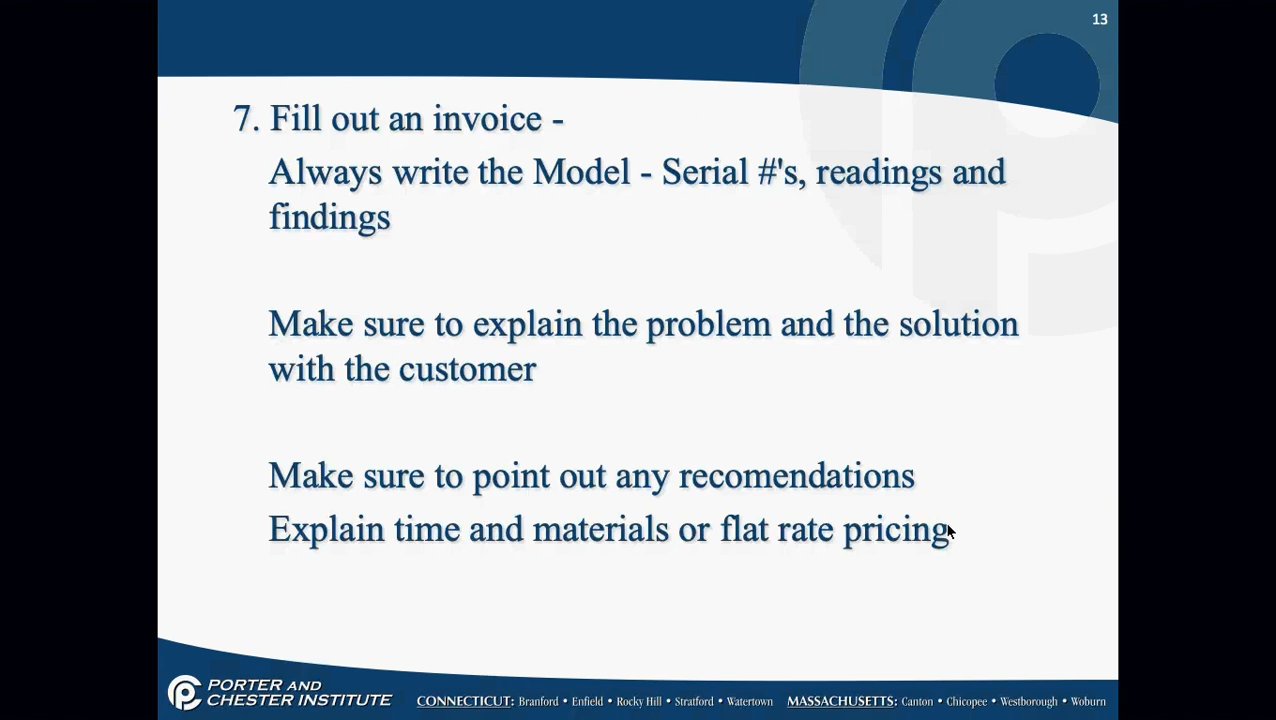 13
7. Fill out an invoice -
Always write the Model - Serial #'s, readings and
findings
Make sure to explain the problem and the solution
with the customer
Make sure to point out any recomendations
Explain time and materials or flat rate pricing
PORTER AND
CHESTER INSTITUTE
CONNECTICUT: Branford • Enfield • Rocky Hill • Stratford • Watertown MASSACHUSETTS: Canton • Chicopee • Westborough • Woburn